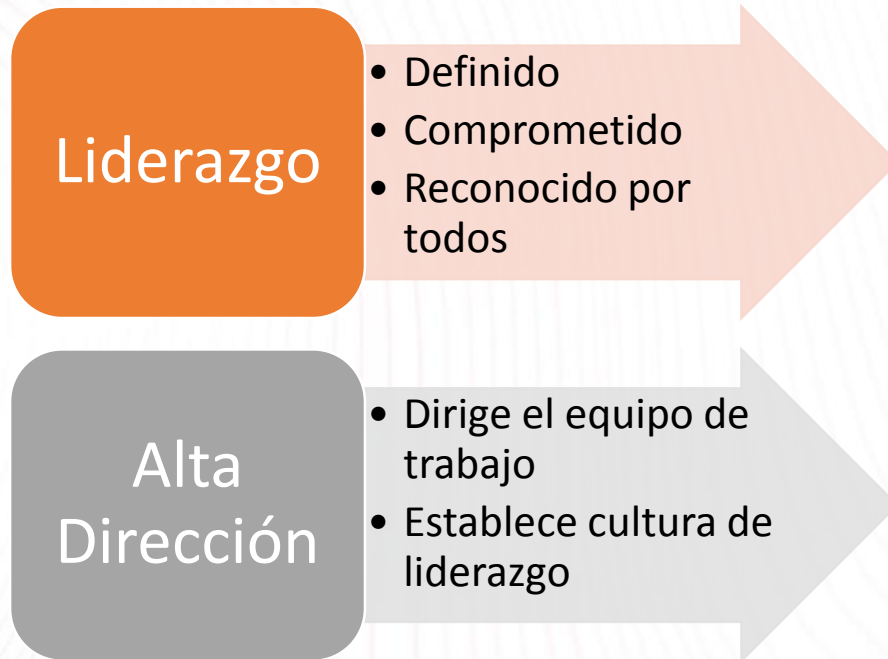 Liderazgo
• Definido
• Comprometido
• Reconocido por
todos
Alta
Dirección
• Dirige el equipo de
trabajo
• Establece cultura de
liderazgo